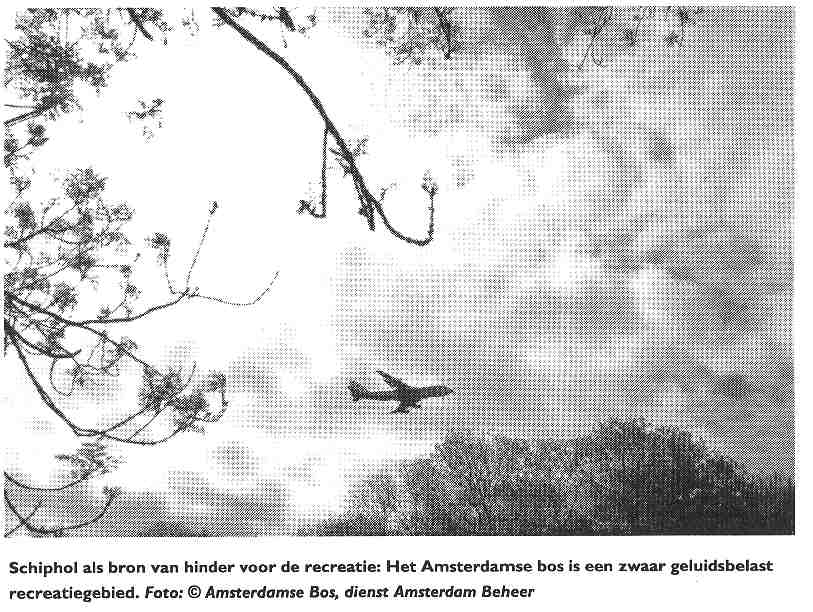 Schiphol als bron van hinder voor de recreatie: Het Amsterdamse bos is een zwaar geluidsbelast
recreatiegebied. Foto: © Amsterdamse Bos, dienst Amsterdam Beheer